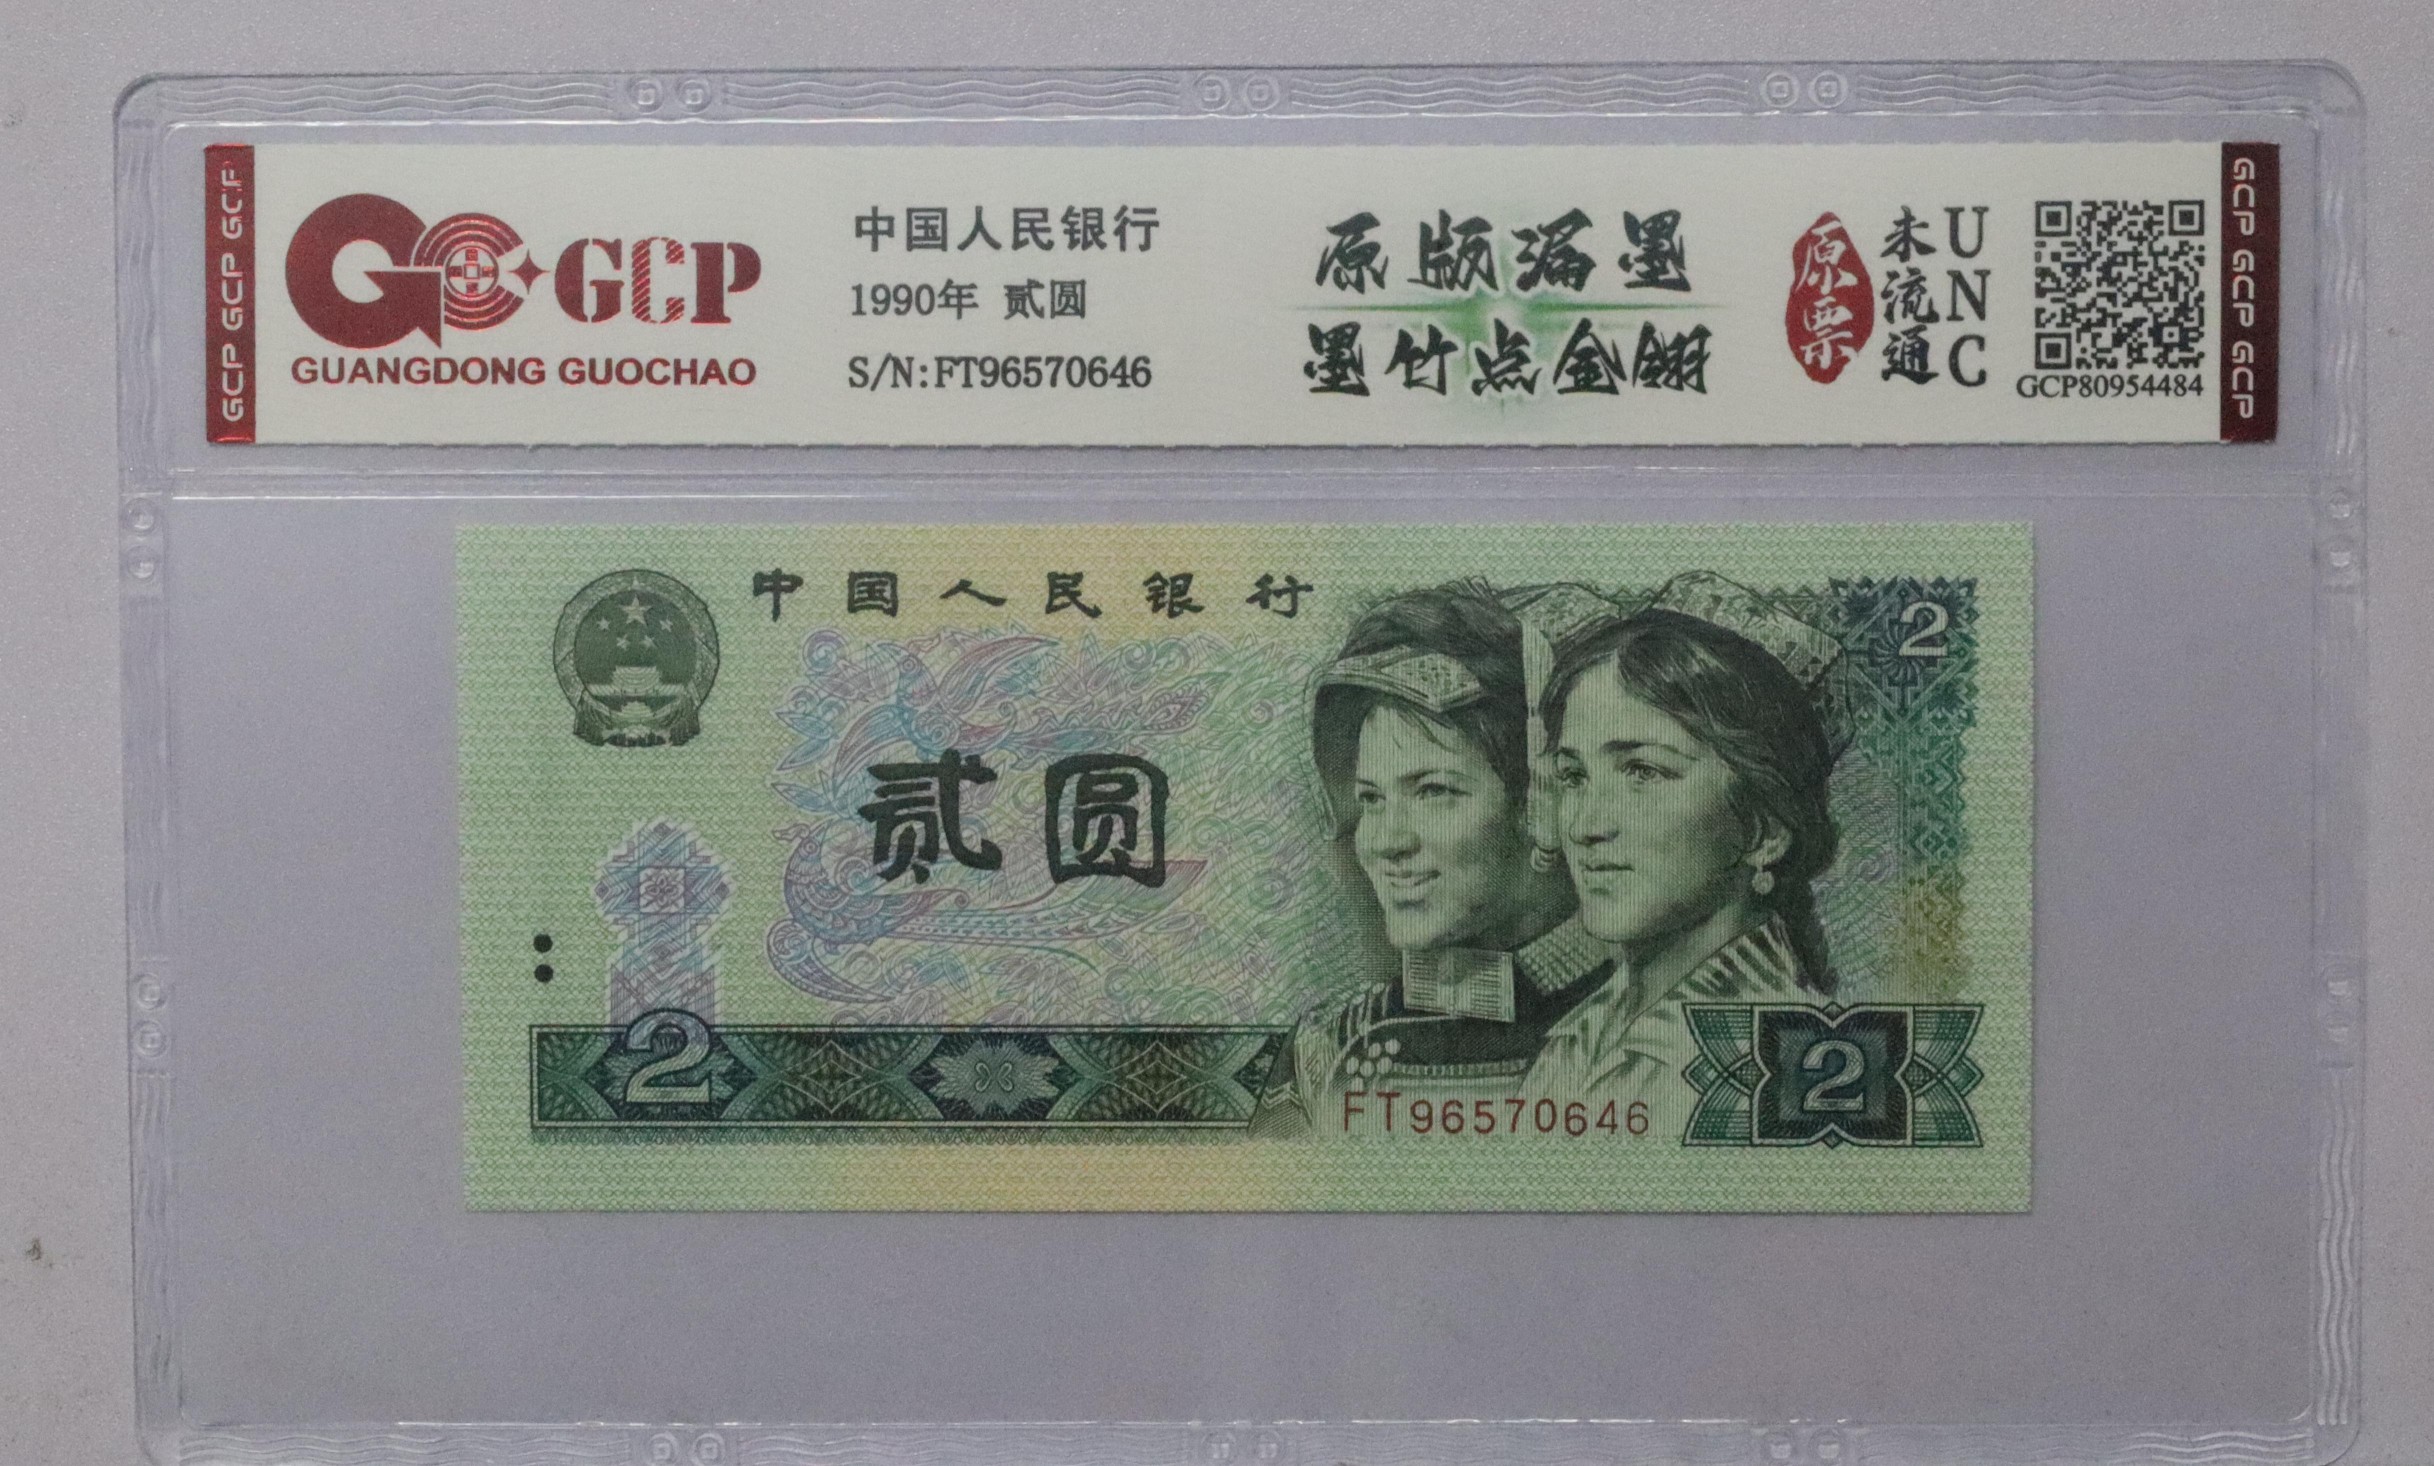 GCP GCP GCP
GCP
GUANGDONG GUOCHAO
中国人民银行
1990年 贰圆
S/N:FT96570646
原版漏墨
墨竹点金翎
原票
未流通
UNC
GCP80954484
GCP GCP GCP
中国人民银行
2
贰圆
2
FT96570646
2